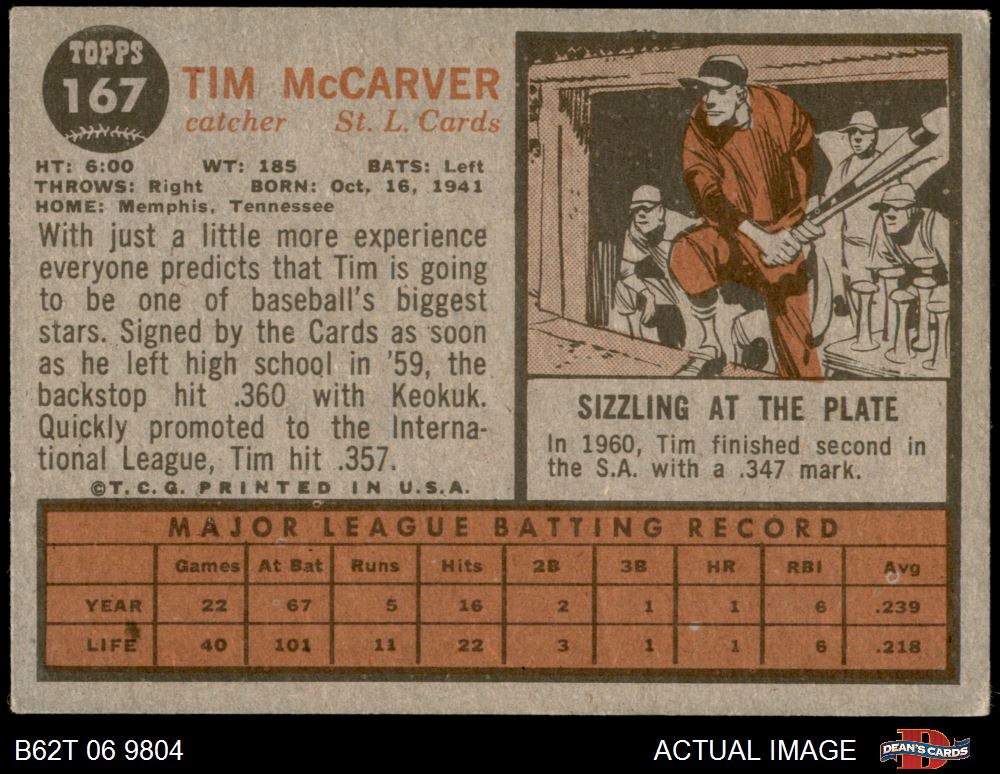 TOPPS
167
TIM McCARVER
catcher St. L. Cards
HT: 6:00 WT: 185 BATS: Left
THROWS: Right BORN: Oct. 16, 1941
HOME: Memphis, Tennessee
With just a little more experience
everyone predicts that Tim is going
to be one of baseball's biggest
stars. Signed by the Cards as soon
as he left high school in '59, the
backstop hit .360 with Keokuk.
Quickly promoted to the Interna-
tional League, Tim hit .357.
©T.C.G. PRINTED IN U.S.A.
SIZZLING AT THE PLATE
In 1960, Tim finished second in
the S.A. with a .347 mark.
MAJOR LEAGUE BATTING RECORD
Games At Bat Runs Hits 2B 3B HR RBI Avg
YEAR 22 67 5 16 2 1 1 6 .239
LIFE 40 101 11 22 3 1 1 6 .218
B62T 06 9804 ACTUAL IMAGE DEAN'S CARDS